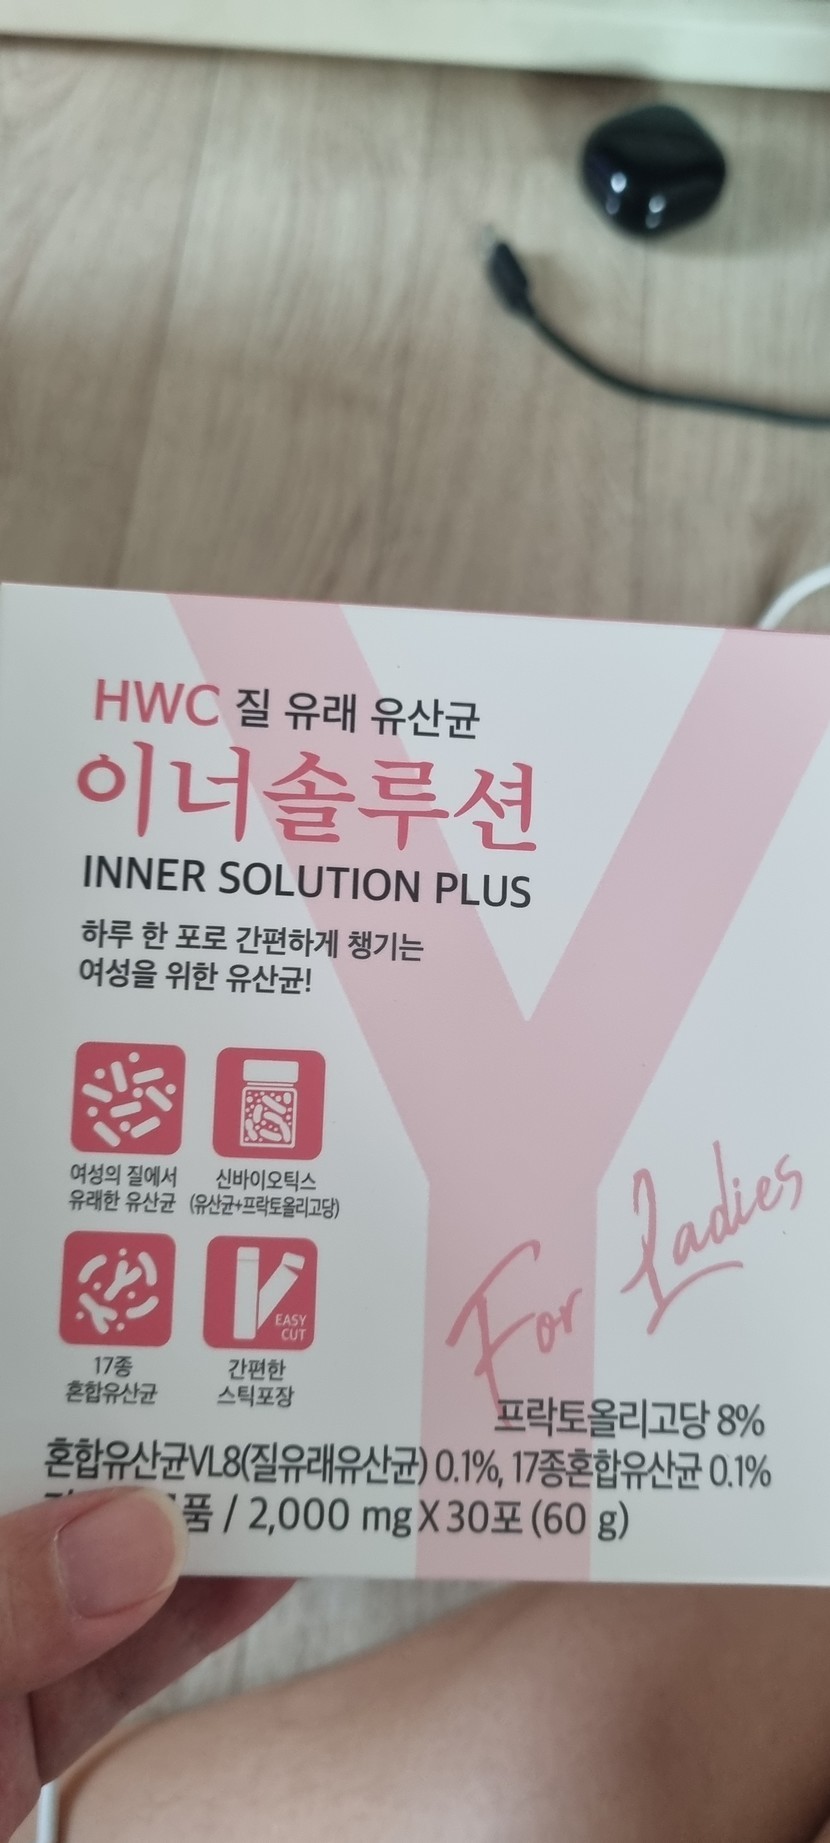 HWC 질 유래 유산균
이너솔루션
INNER SOLUTION PLUS
하루 한 포로 간편하게 챙기는
여성을 위한 유산균!
여성의 질에서
유래한 유산균
신바이오틱스
(유산균+프락토올리고당)
17종
혼합유산균
EASY
CUT
간편한
스틱포장
For Ladies
프락토올리고당 8%
혼합유산균VL8(질유래유산균) 0.1%, 17종혼합유산균 0.1%
품 / 2,000 mg X 30포 (60 g)